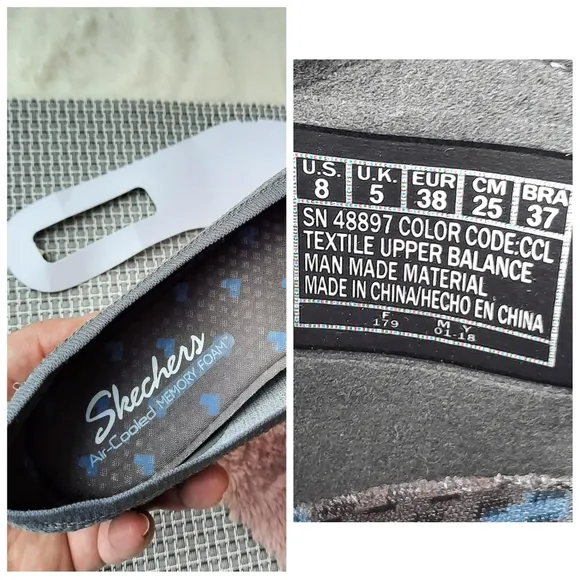 Skechers
Air-Cooled MEMORY FOAM
U.S. U.K. EUR CM BRA
8 5 38 25 37
SN 48897 COLOR CODE:CCL
TEXTILE UPPER BALANCE
MAN MADE MATERIAL
MADE IN CHINA/HECHO EN CHINA
F M Y
179 01-18